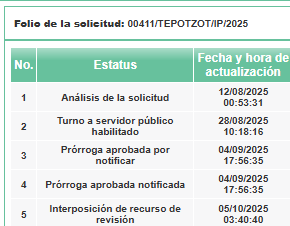 Folio de la solicitud: 00411/TEPOTZOT/IP/2025
No. Estatus Fecha y hora de
actualización
1 Análisis de la solicitud 12/08/2025
00:53:31
2 Turno a servidor público
habilitado 28/08/2025
10:18:16
3 Prórroga aprobada por
notificar 04/09/2025
17:56:35
4 Prórroga aprobada notificada 04/09/2025
17:56:35
5 Interposición de recurso de
revisión 05/10/2025
03:40:40